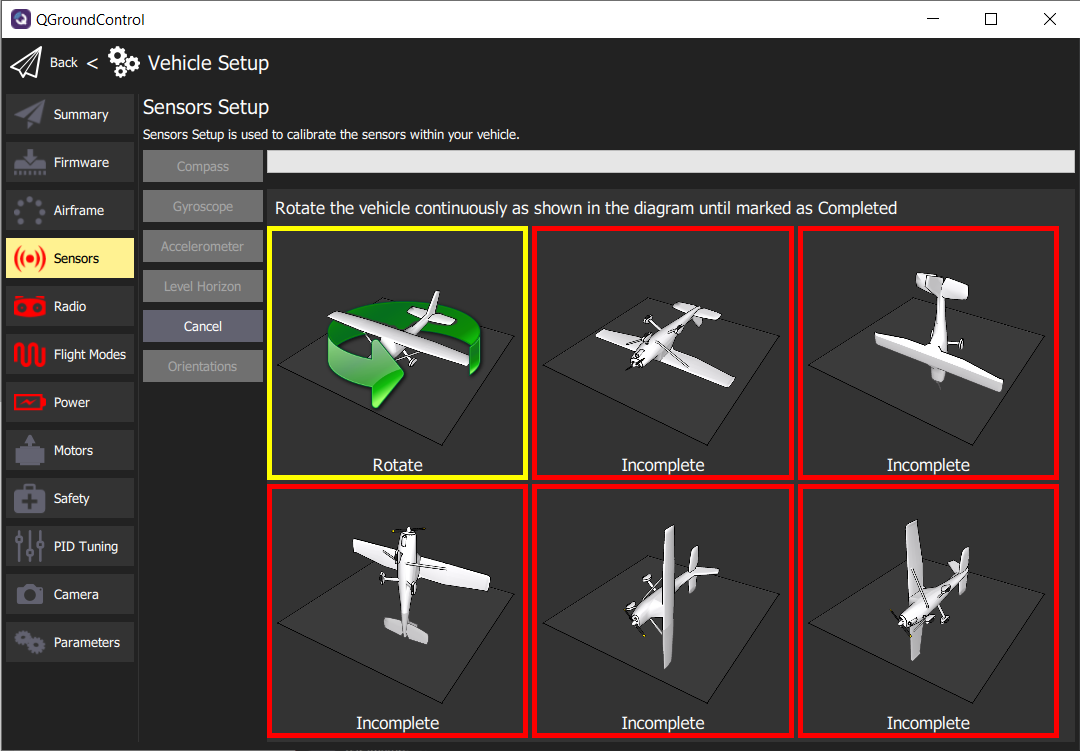 QGroundControl
Back < Vehicle Setup
Summary
Firmware
Airframe
Sensors
Radio
Flight Modes
Power
Motors
Safety
PID Tuning
Camera
Parameters
Sensors Setup
Sensors Setup is used to calibrate the sensors within your vehicle.
Compass
Gyroscope
Accelerometer
Level Horizon
Cancel
Orientations
Rotate the vehicle continuously as shown in the diagram until marked as Completed
Rotate
Incomplete
Incomplete
Incomplete
Incomplete
Incomplete